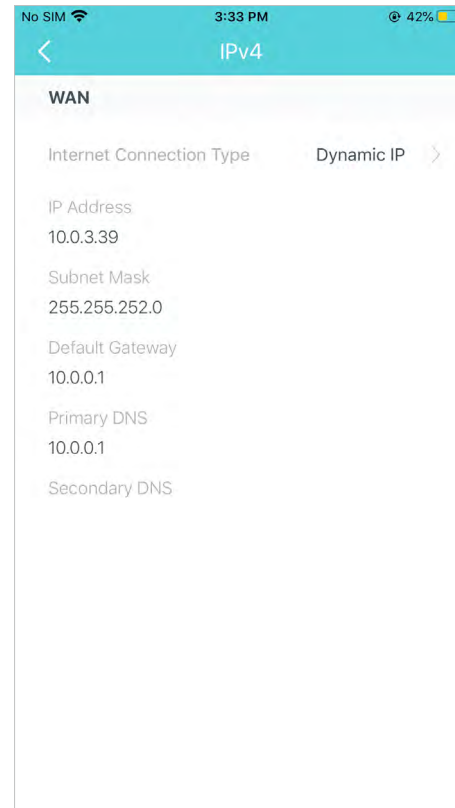 No SIM 3:33 PM 42%
IPv4
WAN
Internet Connection Type Dynamic IP
IP Address
10.0.3.39
Subnet Mask
255.255.252.0
Default Gateway
10.0.0.1
Primary DNS
10.0.0.1
Secondary DNS